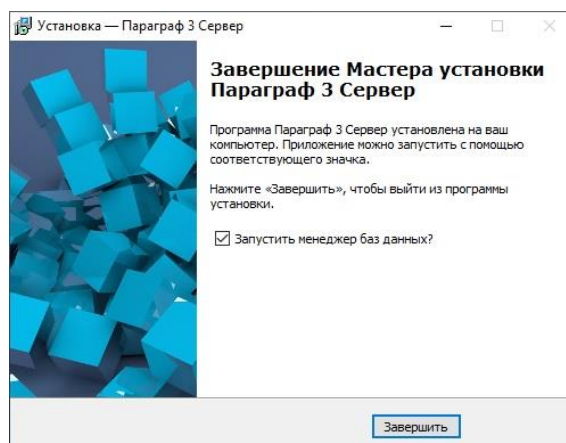 Установка — Параграф 3 Сервер
Завершение Мастера установки
Параграф 3 Сервер
Программа Параграф 3 Сервер установлена на ваш
компьютер. Приложение можно запустить с помощью
соответствующего значка.
Нажмите «Завершить», чтобы выйти из программы
установки.
Запустить менеджер баз данных?
Завершить